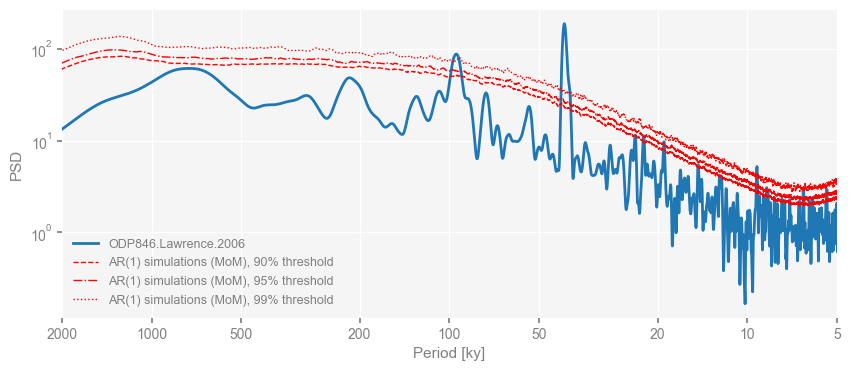 PSD
10²
10¹
10⁰
ODP846.Lawrence.2006
AR(1) simulations (MoM), 90% threshold
AR(1) simulations (MoM), 95% threshold
AR(1) simulations (MoM), 99% threshold
2000 1000 500 200 100 50 20 10 5
Period [ky]